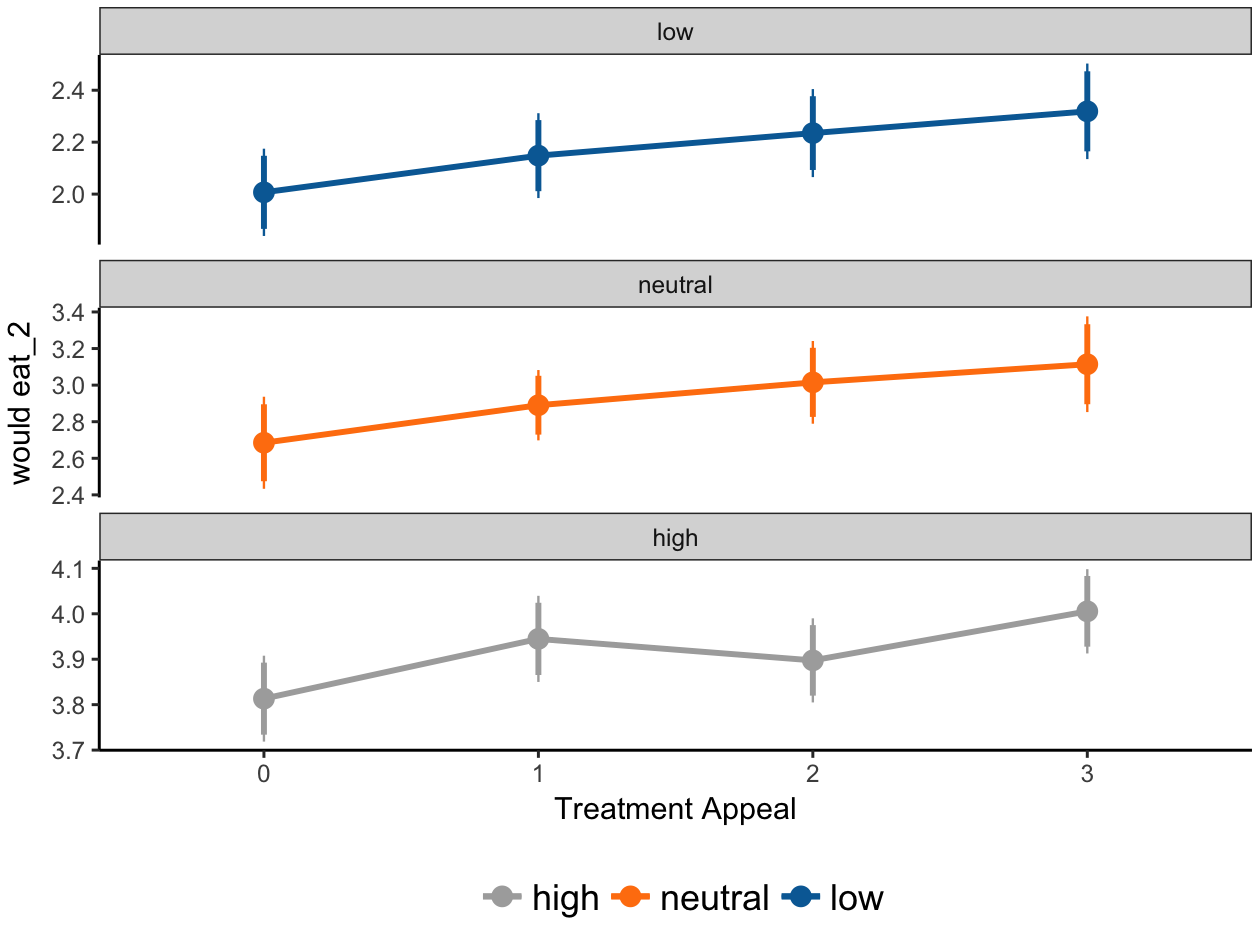 low
2.4
2.2
2.0
neutral
3.4
3.2
3.0
2.8
2.6
2.4
would eat_2
high
4.1
4.0
3.9
3.8
3.7
0 1 2 3
Treatment Appeal
high neutral low